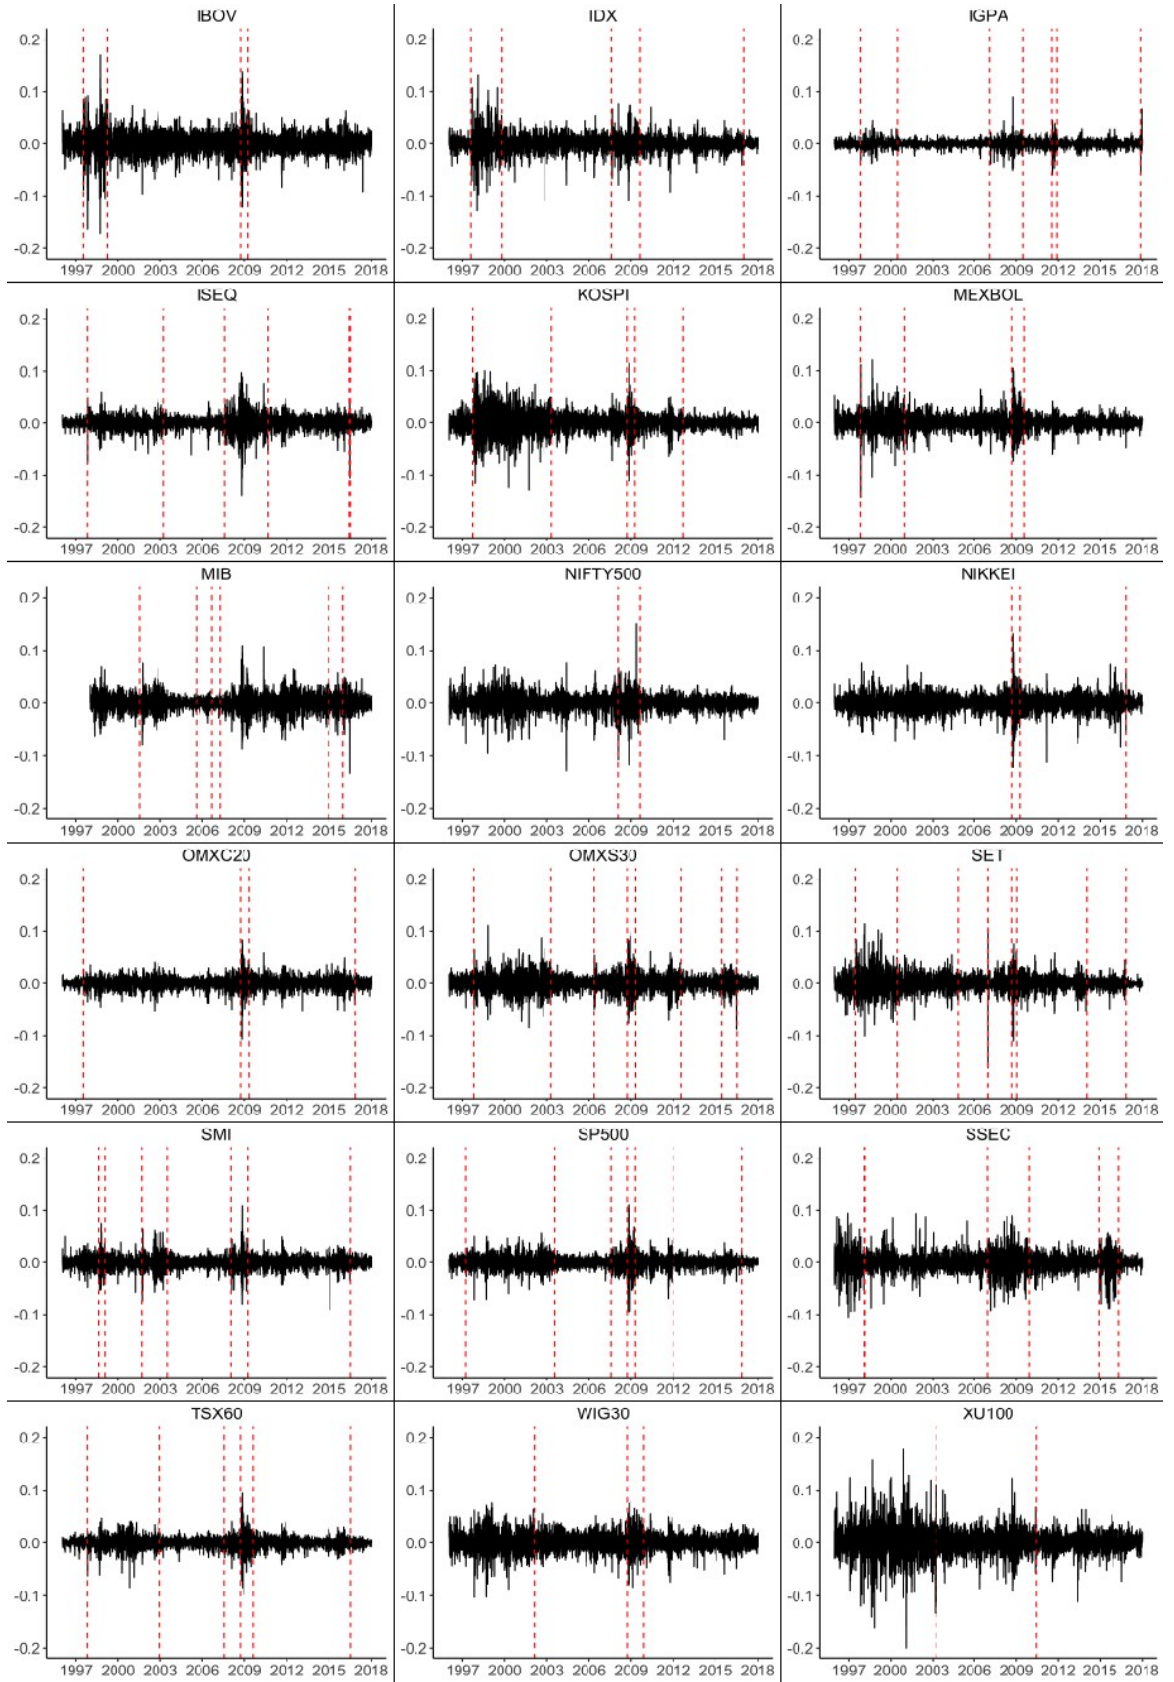 IBOV IDX IGPA
0.2 0.2 0.2
0.1 0.1 0.1
0.0 0.0 0.0
-0.1 -0.1 -0.1
-0.2 -0.2 -0.2
1997 2000 2003 2006 2009 2012 2015 2018 1997 2000 2003 2006 2009 2012 2015 2018 1997 2000 2003 2006 2009 2012 2015 2018
ISEQ KOSPI MEXBOL
0.2 0.2 0.2
0.1 0.1 0.1
0.0 0.0 0.0
-0.1 -0.1 -0.1
-0.2 -0.2 -0.2
1997 2000 2003 2006 2009 2012 2015 2018 1997 2000 2003 2006 2009 2012 2015 2018 1997 2000 2003 2006 2009 2012 2015 2018
MIB NIFTY500 NIKKEI
0.2 0.2 0.2
0.1 0.1 0.1
0.0 0.0 0.0
-0.1 -0.1 -0.1
-0.2 -0.2 -0.2
1997 2000 2003 2006 2009 2012 2015 2018 1997 2000 2003 2006 2009 2012 2015 2018 1997 2000 2003 2006 2009 2012 2015 2018
OMXC20 OMXS30 SET
0.2 0.2 0.2
0.1 0.1 0.1
0.0 0.0 0.0
-0.1 -0.1 -0.1
-0.2 -0.2 -0.2
1997 2000 2003 2006 2009 2012 2015 2018 1997 2000 2003 2006 2009 2012 2015 2018 1997 2000 2003 2006 2009 2012 2015 2018
SMI SP500 SSEC
0.2 0.2 0.2
0.1 0.1 0.1
0.0 0.0 0.0
-0.1 -0.1 -0.1
-0.2 -0.2 -0.2
1997 2000 2003 2006 2009 2012 2015 2018 1997 2000 2003 2006 2009 2012 2015 2018 1997 2000 2003 2006 2009 2012 2015 2018
TSX60 WIG30 XU100
0.2 0.2 0.2
0.1 0.1 0.1
0.0 0.0 0.0
-0.1 -0.1 -0.1
-0.2 -0.2 -0.2
1997 2000 2003 2006 2009 2012 2015 2018 1997 2000 2003 2006 2009 2012 2015 2018 1997 2000 2003 2006 2009 2012 2015 2018